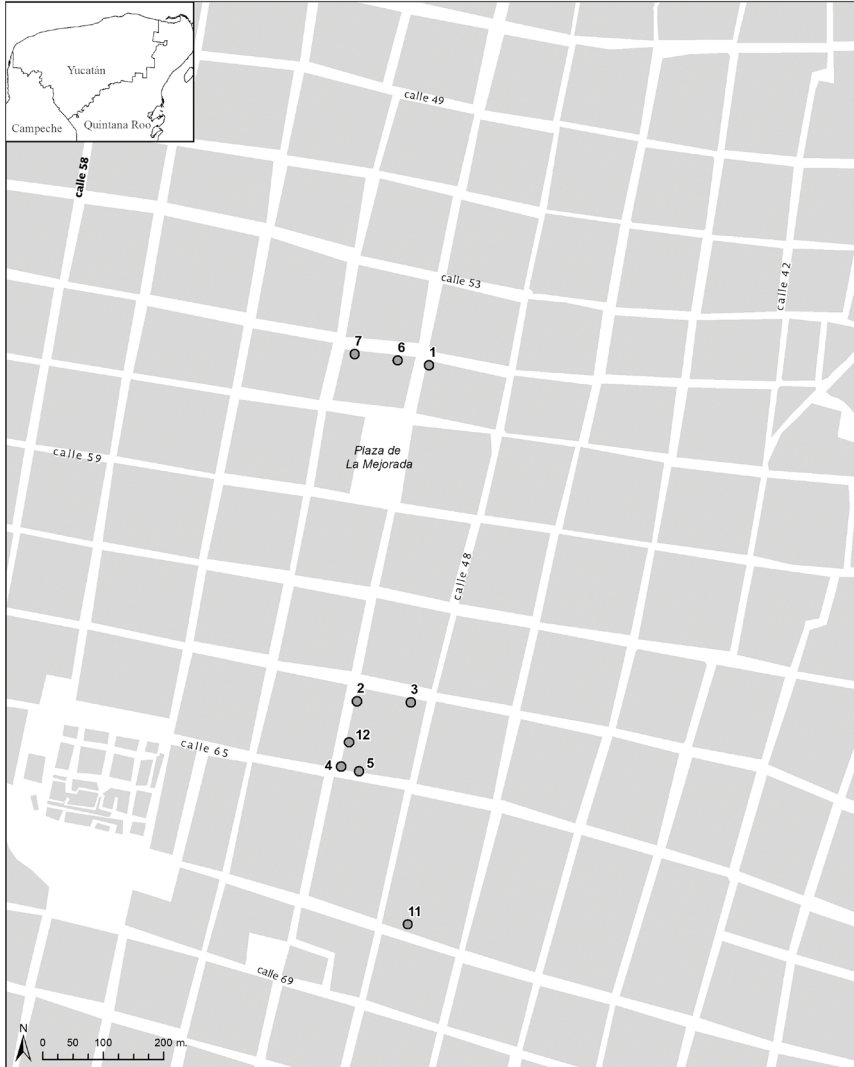 Yucatán
Campeche
Quintana Roo
calle 49
calle 58
calle 53
calle 42
7
6
1
Plaza de
La Mejorada
calle 59
calle 48
2
3
12
calle 65
4
5
11
calle 69
N
0 50 100 200 m.